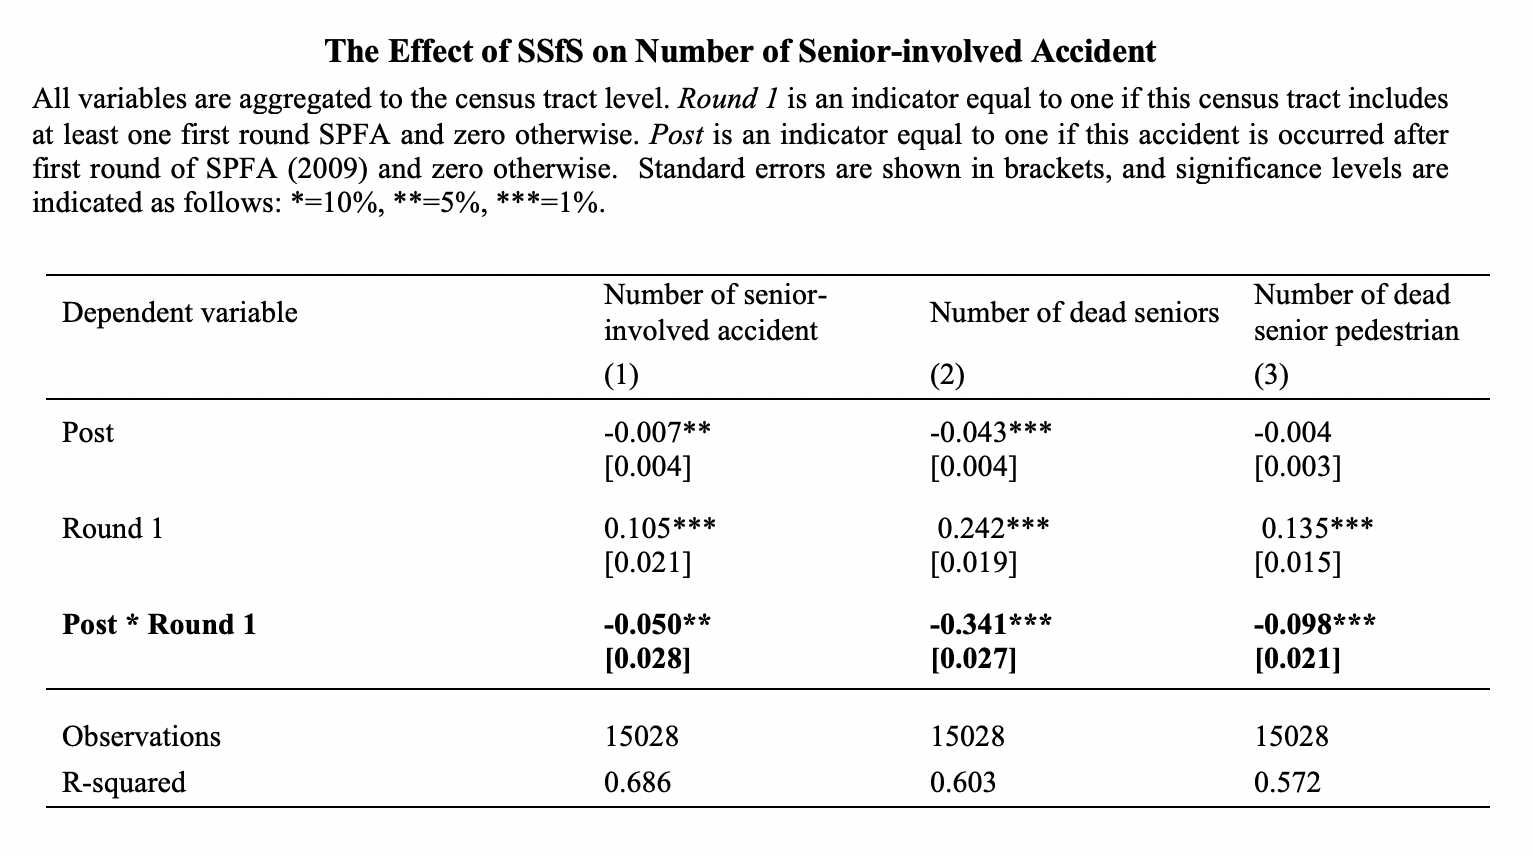 The Effect of SSfS on Number of Senior-involved Accident
All variables are aggregated to the census tract level. Round 1 is an indicator equal to one if this census tract includes
at least one first round SPFA and zero otherwise. Post is an indicator equal to one if this accident is occurred after
first round of SPFA (2009) and zero otherwise. Standard errors are shown in brackets, and significance levels are
indicated as follows: *=10%, **=5%, ***=1%.
Dependent variable Number of senior-involved accident Number of dead seniors Number of dead senior pedestrian
(1) (2) (3)
Post -0.007** -0.043*** -0.004
[0.004] [0.004] [0.003]
Round 1 0.105*** 0.242*** 0.135***
[0.021] [0.019] [0.015]
Post * Round 1 -0.050** -0.341*** -0.098***
[0.028] [0.027] [0.021]
Observations 15028 15028 15028
R-squared 0.686 0.603 0.572